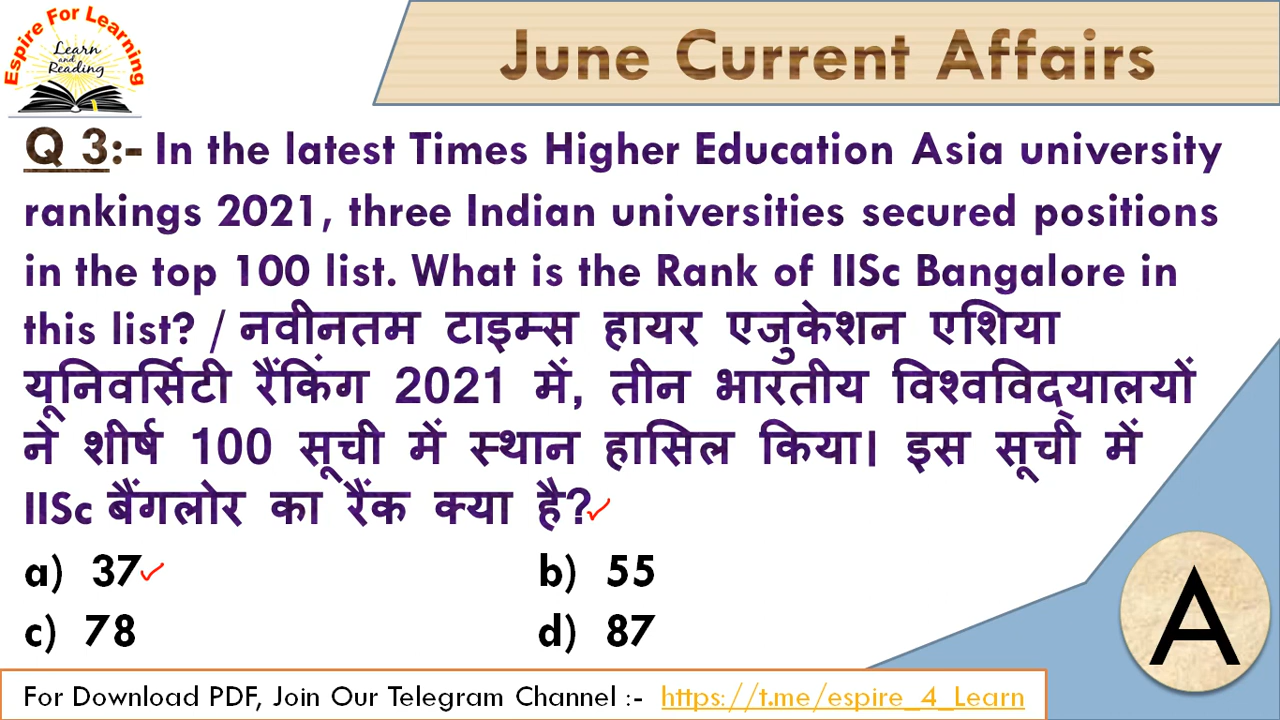 Espire For Learning
Learn
and
Reading
June Current Affairs
Q 3:- In the latest Times Higher Education Asia university
rankings 2021, three Indian universities secured positions
in the top 100 list. What is the Rank of IISc Bangalore in
this list? / नवीनतम टाइम्स हायर एजुकेशन एशिया
यूनिवर्सिटी रैंकिंग 2021 में, तीन भारतीय विश्वविद्यालयों
ने शीर्ष 100 सूची में स्थान हासिल किया। इस सूची में
IISc बैंगलोर का रैंक क्या है?
a) 37 b) 55
c) 78 d) 87
A
For Download PDF, Join Our Telegram Channel :- https://t.me/espire_4_Learn